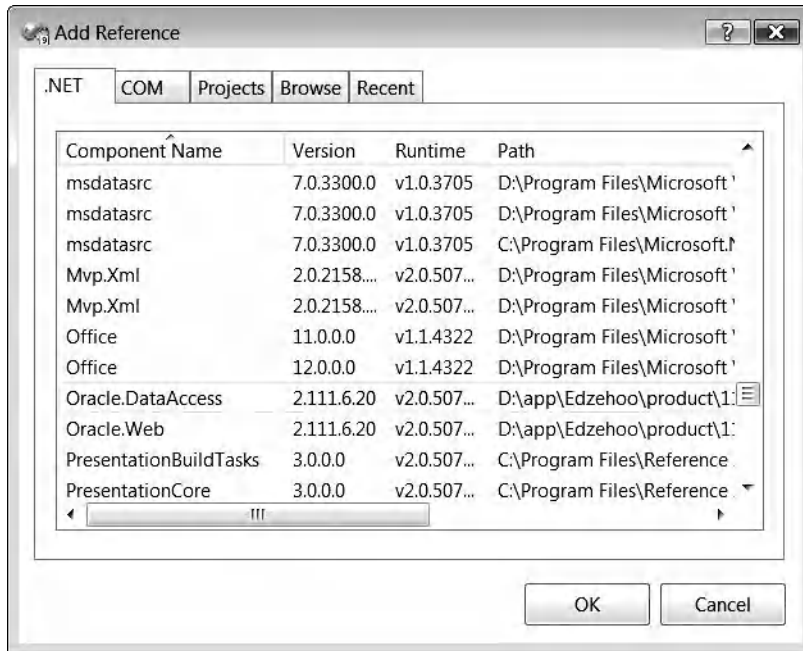 Add Reference
.NET COM Projects Browse Recent
Component Name Version Runtime Path
msdatasrc 7.0.3300.0 v1.0.3705 D:\Program Files\Microsoft
msdatasrc 7.0.3300.0 v1.0.3705 D:\Program Files\Microsoft
msdatasrc 7.0.3300.0 v1.0.3705 C:\Program Files\Microsoft.N
Mvp.Xml 2.0.2158.... v2.0.507... D:\Program Files\Microsoft
Mvp.Xml 2.0.2158.... v2.0.507... D:\Program Files\Microsoft
Office 11.0.0.0 v1.1.4322 D:\Program Files\Microsoft
Office 12.0.0.0 v1.1.4322 D:\Program Files\Microsoft
Oracle.DataAccess 2.111.6.20 v2.0.507... D:\app\Edzehoo\product\11
Oracle.Web 2.111.6.20 v2.0.507... D:\app\Edzehoo\product\11
PresentationBuildTasks 3.0.0.0 v2.0.507... C:\Program Files\Reference
PresentationCore 3.0.0.0 v2.0.507... C:\Program Files\Reference
OK Cancel